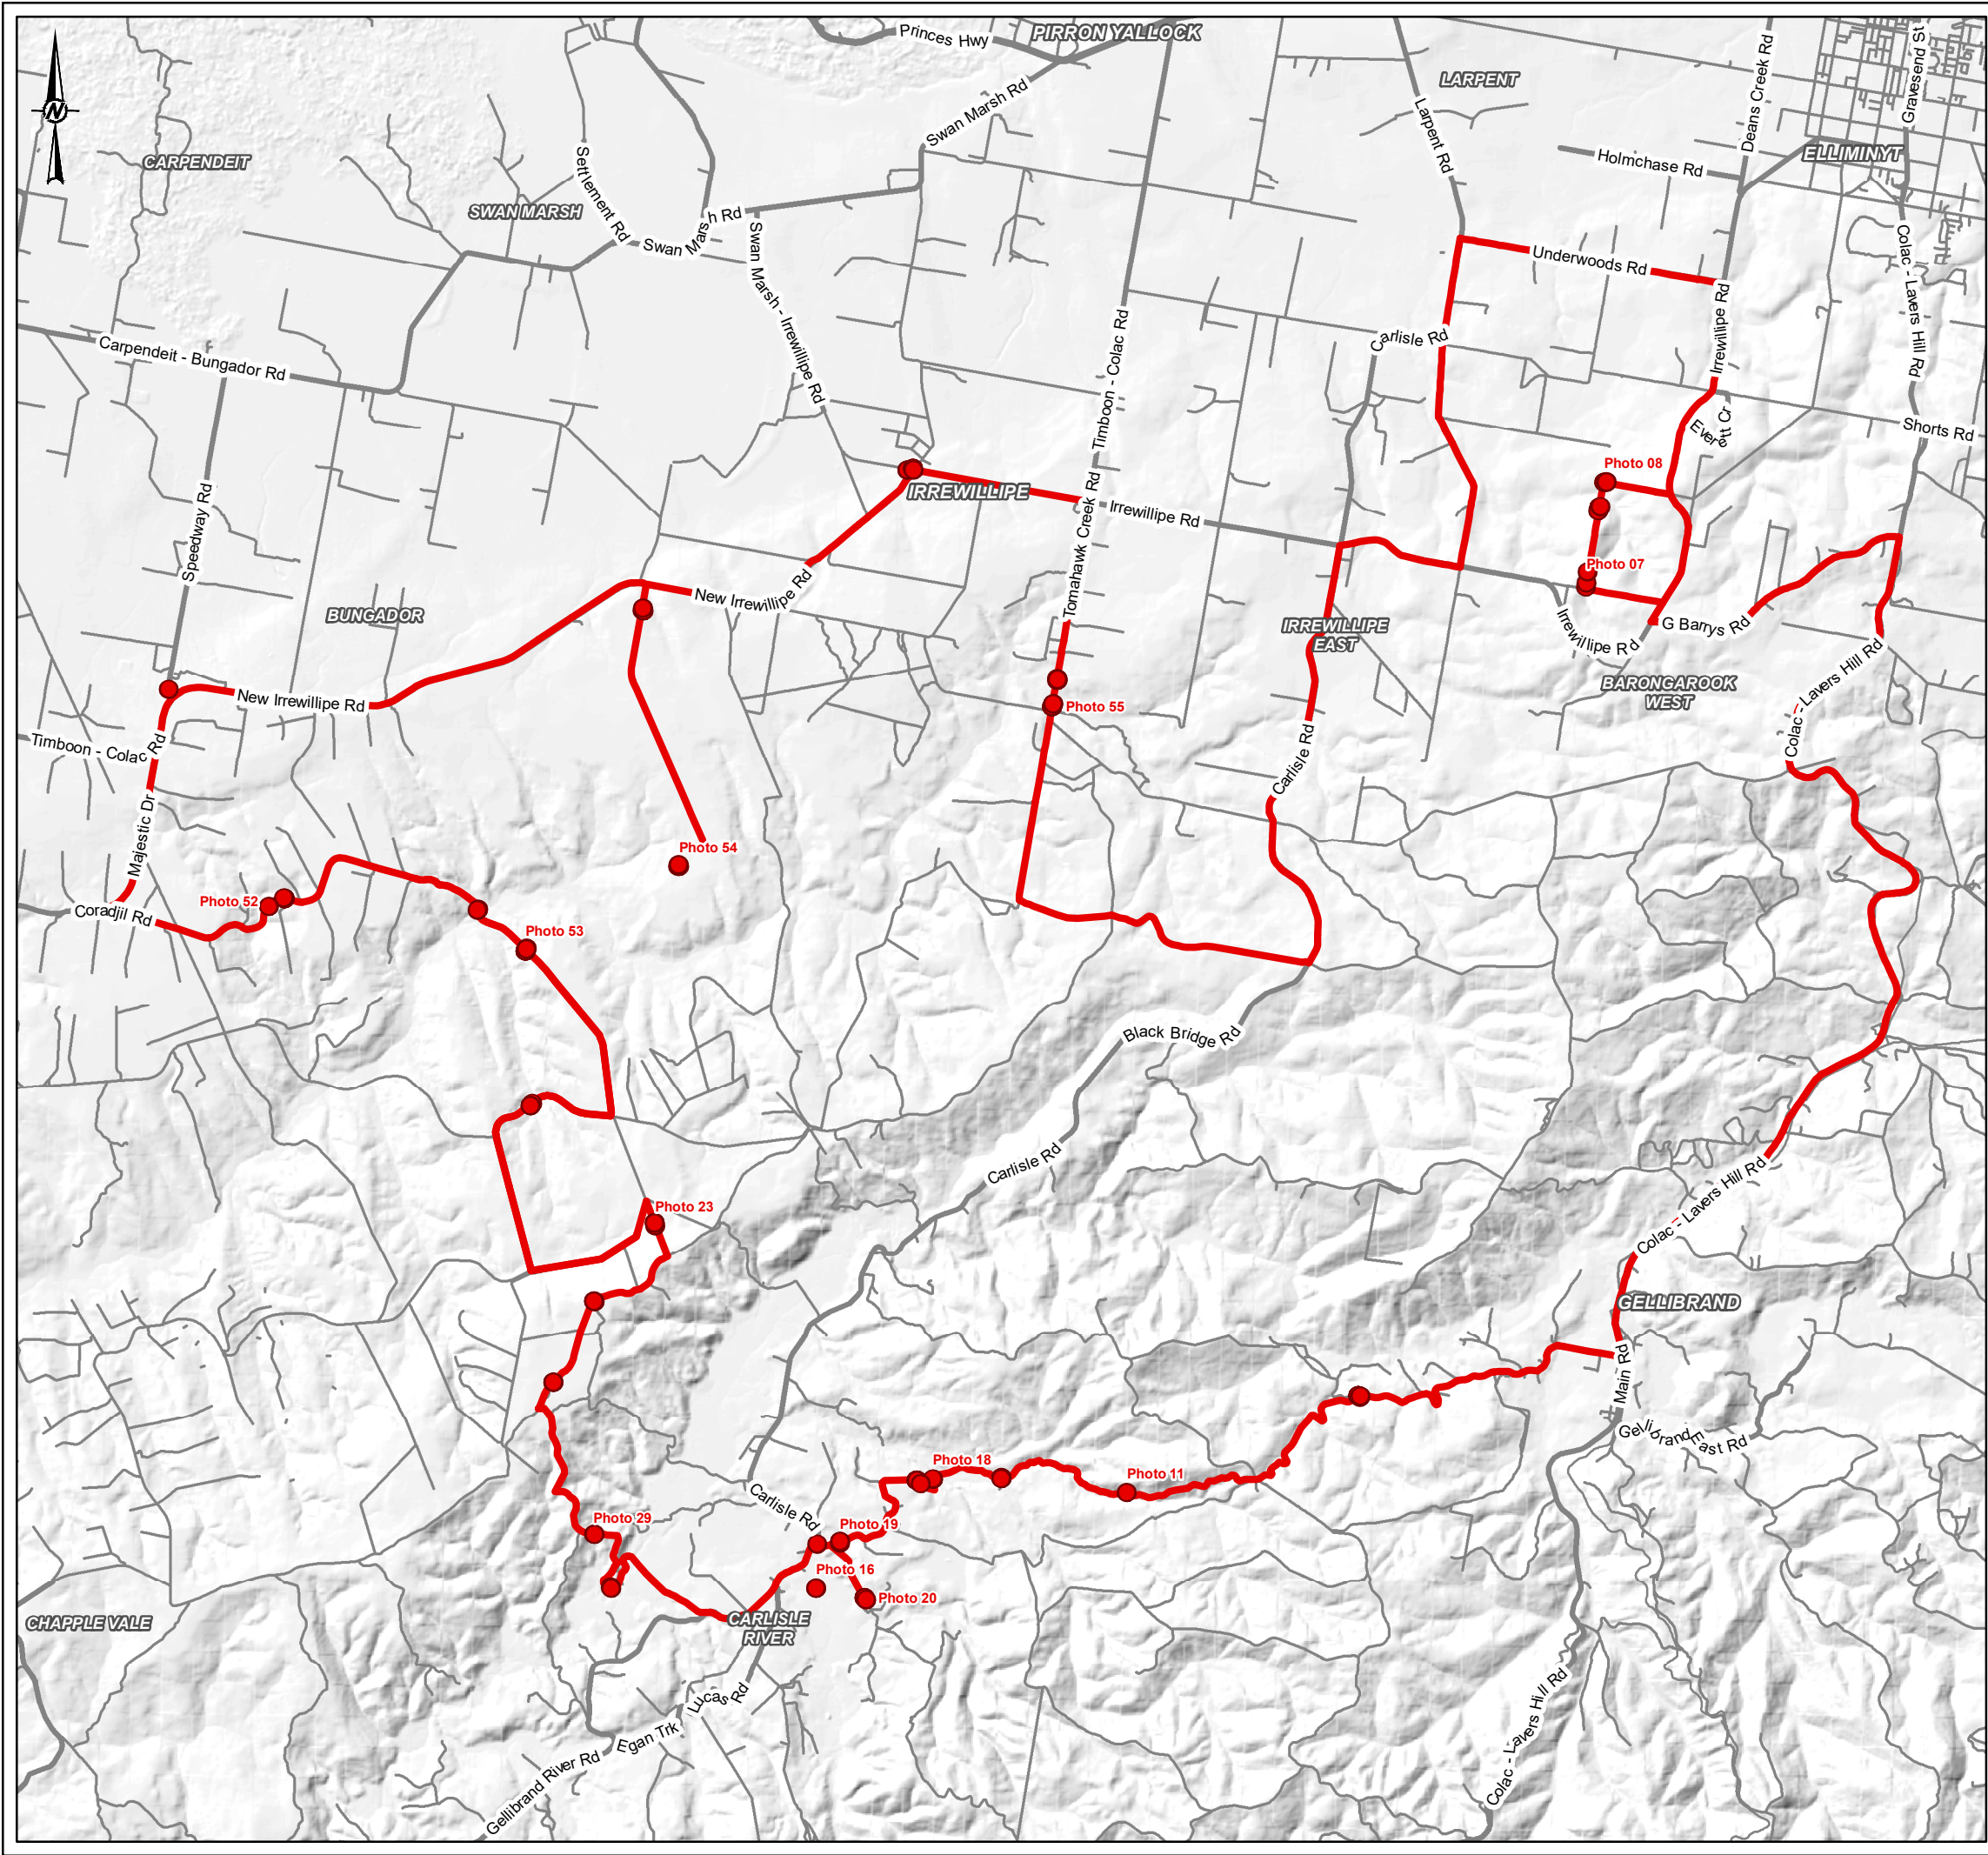 Princes Hwy
PIRRON YALLOCK
Deans Creek Rd
Gravesend St
LARPENT
Swan Marsh Rd
Larpent Rd
Holmchase Rd
ELLIMINYT
CARPENDEIT
Settlement Rd
SWAN MARSH
Swan Marsh Rd
Swan Marsh - Irrewillipe Rd
Underwoods Rd
Colac - Lavers Hill Rd
Irrewillipe Rd
Carlisle Rd
Carpendeit - Bungador Rd
Timboon - Colac Rd
Everett Cr
Shorts Rd
Photo 08
IRREWILLIPE
Irrewillipe Rd
Speedway Rd
Tomahawk Creek Rd
Photo 07
New Irrewillipe Rd
BUNGADOR
IRREWILLIPE
EAST
Irrewillipe Rd
G Barrys Rd
Colac - Lavers Hill Rd
BARONGAROOK
WEST
New Irrewillipe Rd
Photo 55
Timboon - Colac Rd
Carlisle Rd
Majestic Dr
Photo 54
Photo 52
Coradjil Rd
Photo 53
Black Bridge Rd
Carlisle Rd
Colac - Lavers Hill Rd
Photo 23
GELLIBRAND
Main Rd
Gellibrand East Rd
Photo 18
Photo 11
Carlisle Rd
Photo 29
Photo 19
Photo 16
Photo 20
CHAPPLE VALE
CARLISLE
RIVER
Lucas Rd
Egan Trk
Gellibrand River Rd
Colac - Lavers Hill Rd
N